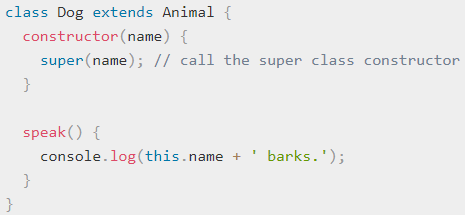 class Dog extends Animal {
  constructor(name) {
    super(name); // call the super class constructor
  }

  speak() {
    console.log(this.name + ' barks.');
  }
}